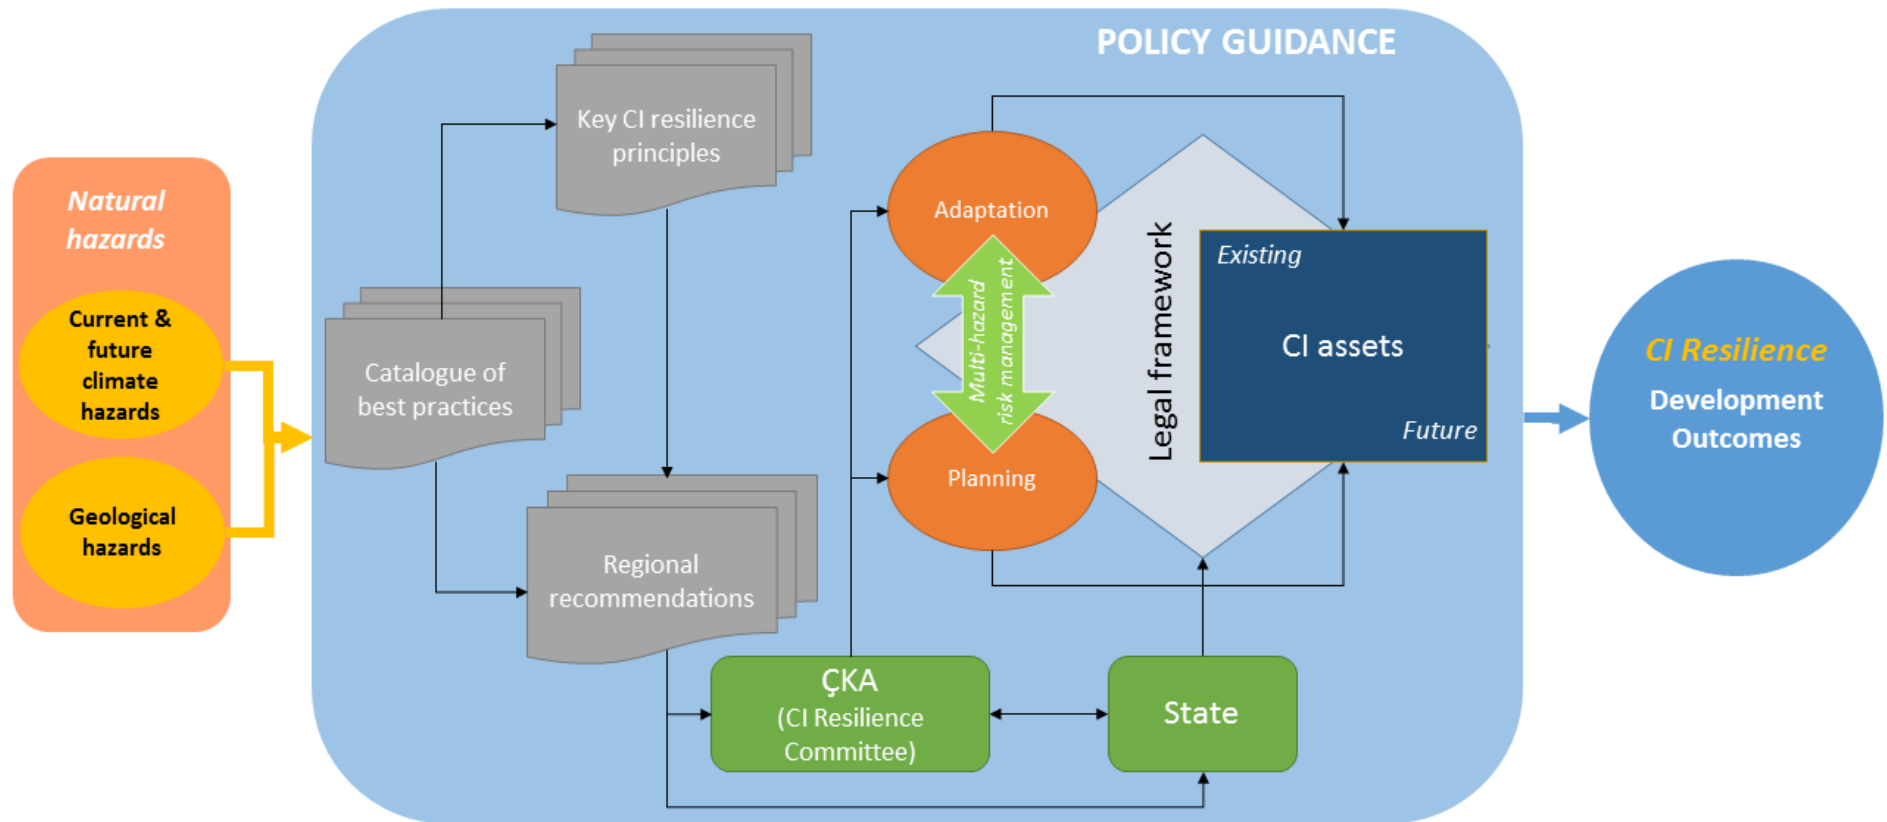 POLICY GUIDANCE
Natural
hazards
Current &
future
climate
hazards
Geological
hazards
Key CI resilience
principles
Catalogue of
best practices
Regional
recommendations
Adaptation
Multi-hazard
risk management
Planning
Legal framework
Existing
CI assets
Future
ÇKA
(CI Resilience
Committee)
State
CI Resilience
Development
Outcomes